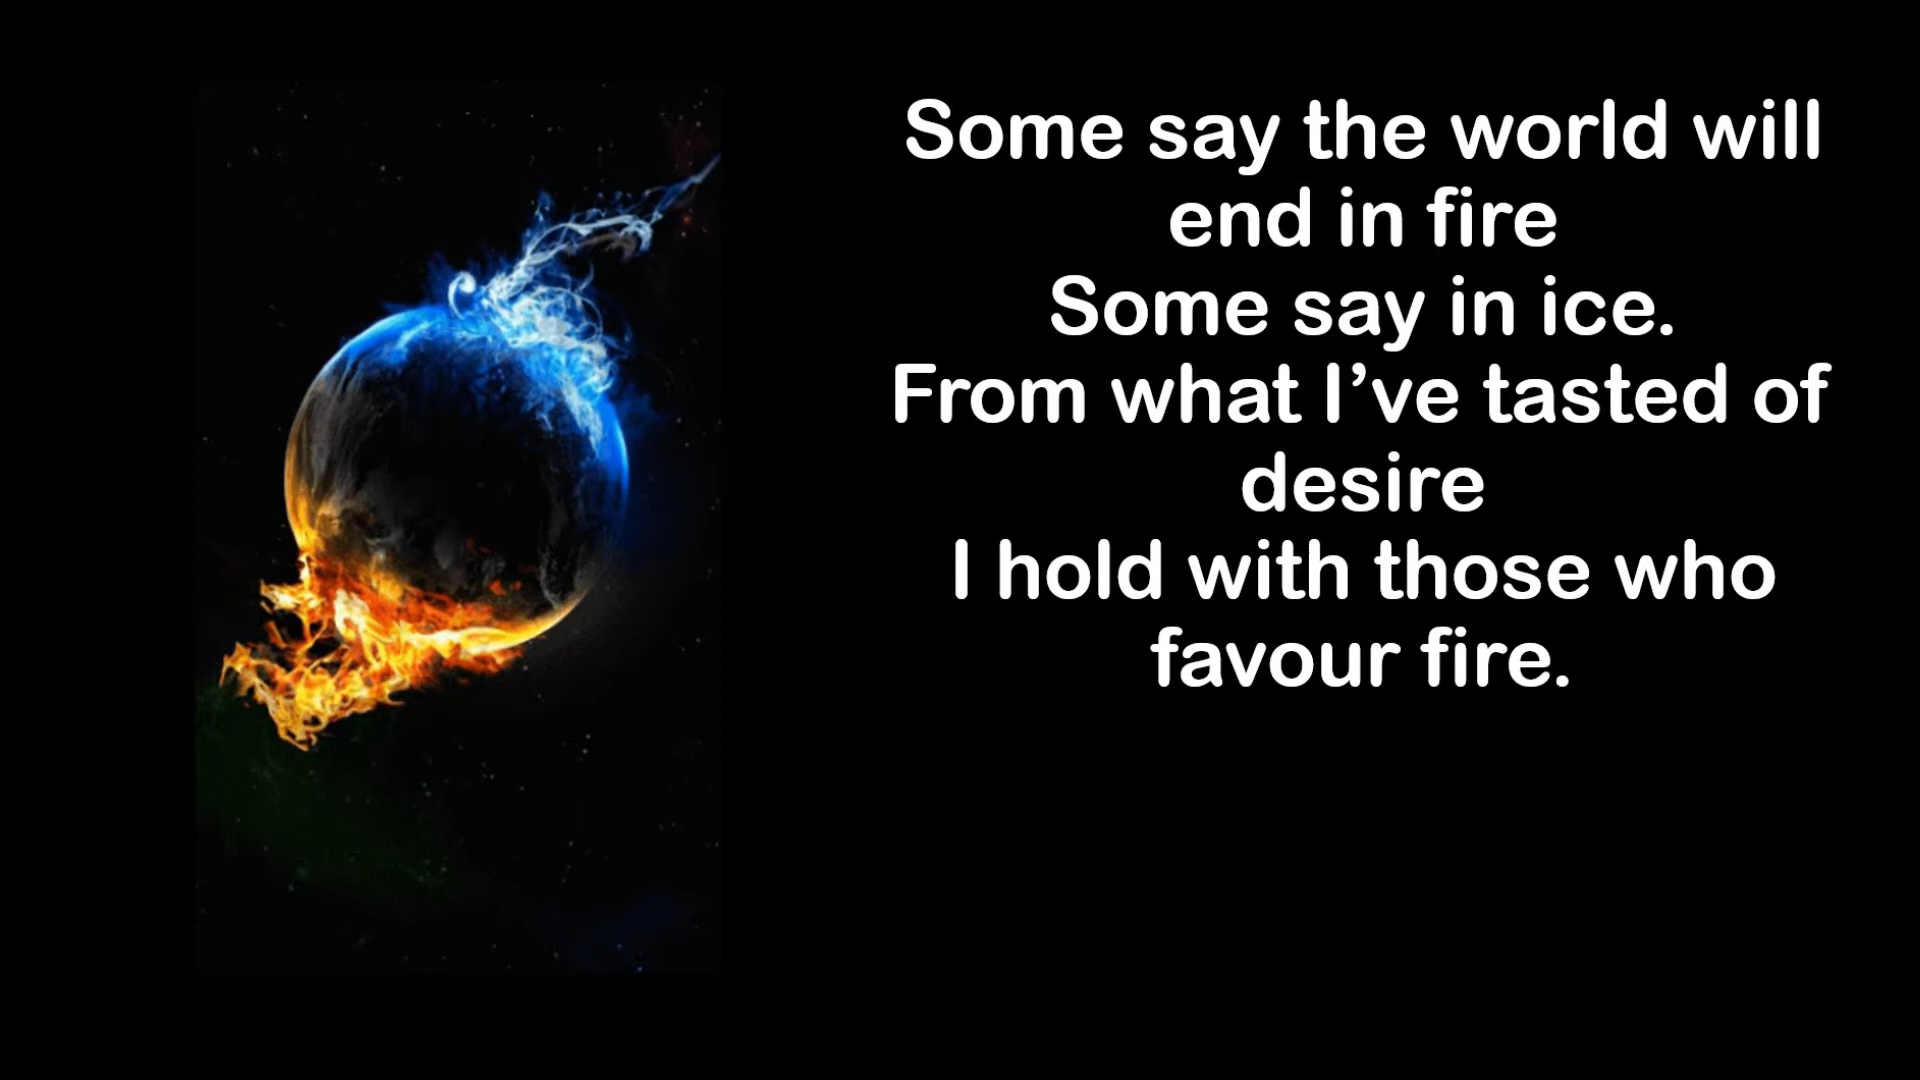 Some say the world will
end in fire
Some say in ice.
From what I’ve tasted of
desire
I hold with those who
favour fire.